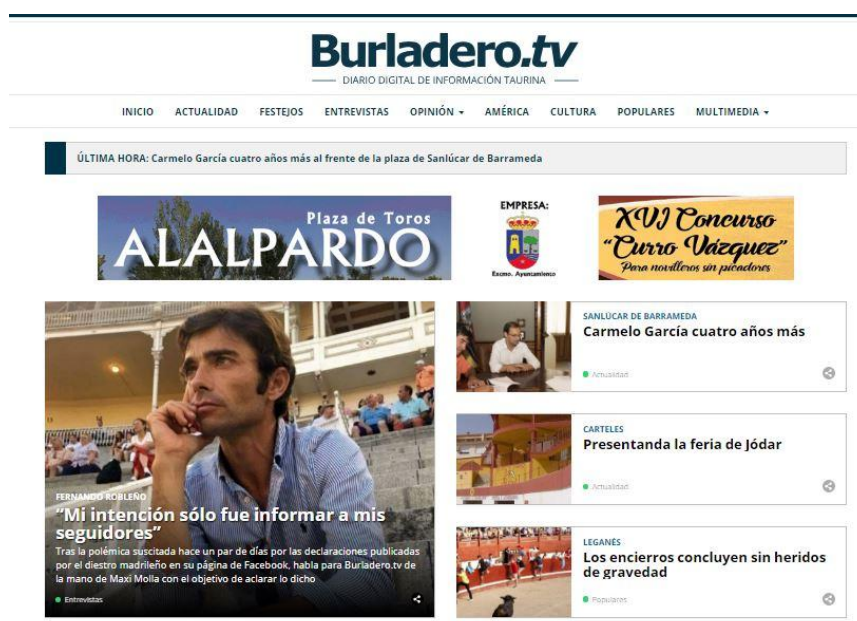 Burladero.tv
DIARIO DIGITAL DE INFORMACIÓN TAURINA
INICIO ACTUALIDAD FESTEJOS ENTREVISTAS OPINIÓN AMÉRICA CULTURA POPULARES MULTIMEDIA
ÚLTIMA HORA: Carmelo García cuatro años más al frente de la plaza de Sanlúcar de Barrameda
Plaza de Toros
ALALPARDO
EMPRESA:
Excmo. Ayuntamiento
XVI Concurso
"Curro Vázquez"
Para novilleros sin picadores
FERNANDO ROBLEÑO
"Mi intención sólo fue informar a mis
seguidores"
Tras la polémica suscitada hace un par de días por las declaraciones publicadas
por el diestro madrileño en su página de Facebook, habla para Burladero.tv de
la mano de Maxi Molla con el objetivo de aclarar lo dicho
Entrevistas
SANLÚCAR DE BARRAMEDA
Carmelo García cuatro años más
Actualidad
CARTELES
Presentanda la feria de Jódar
Actualidad
LEGANÉS
Los encierros concluyen sin heridos
de gravedad
Populares